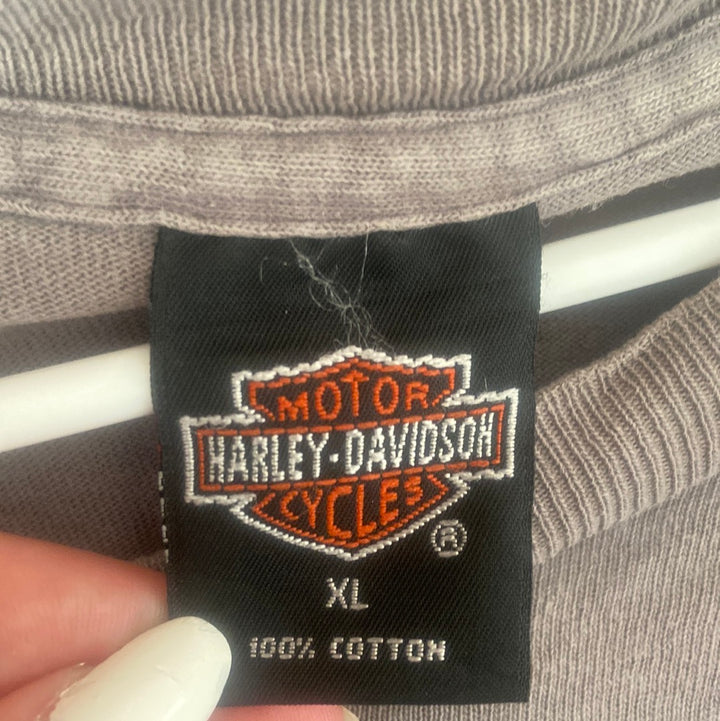 MOTOR
HARLEY-DAVIDSON
CYCLES
®
XL
100% COTTON